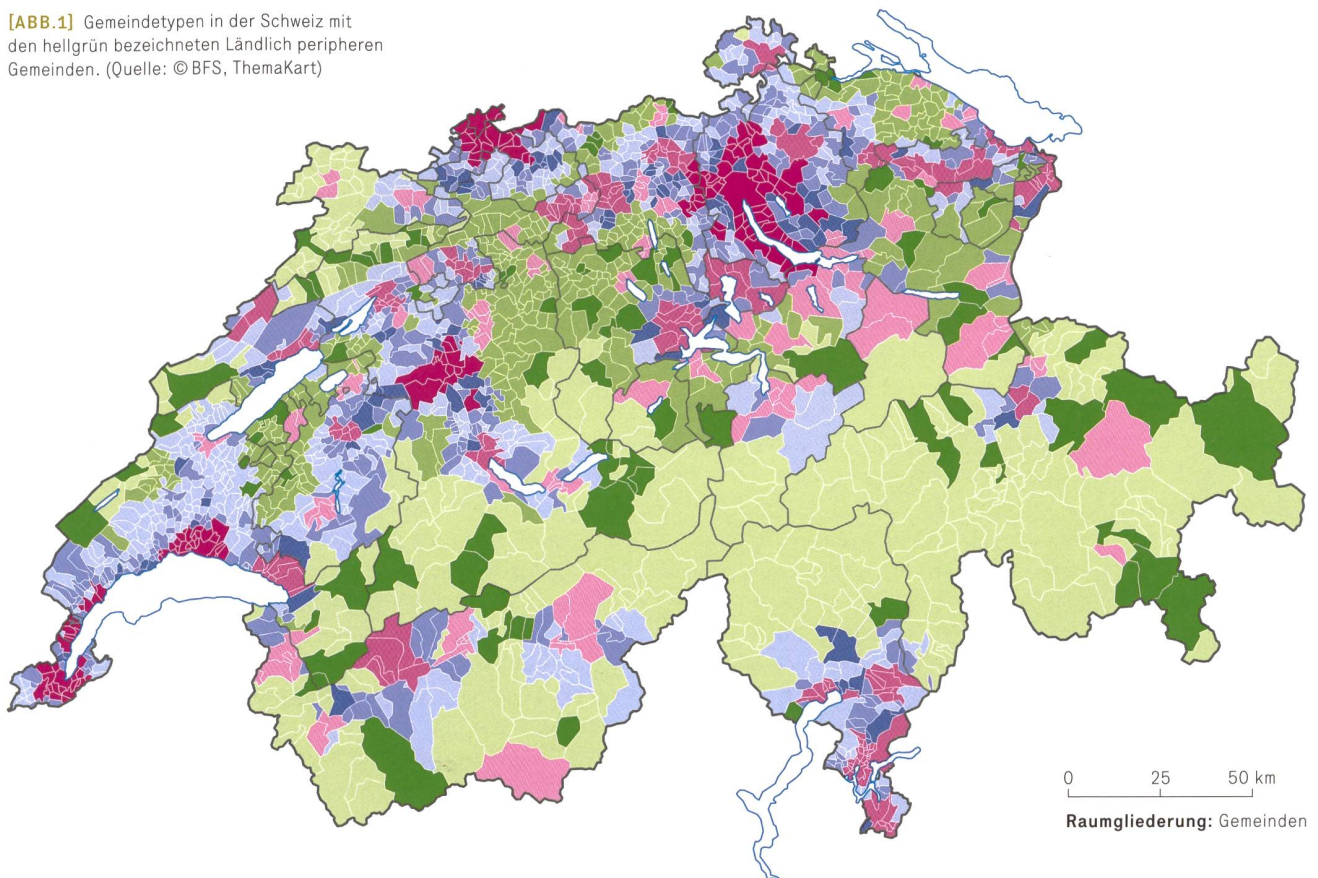 [ABB.1] Gemeindetypen in der Schweiz mit
den hellgrün bezeichneten Ländlich peripheren
Gemeinden. (Quelle: © BFS, ThemaKart)
0 25 50 km
Raumgliederung: Gemeinden